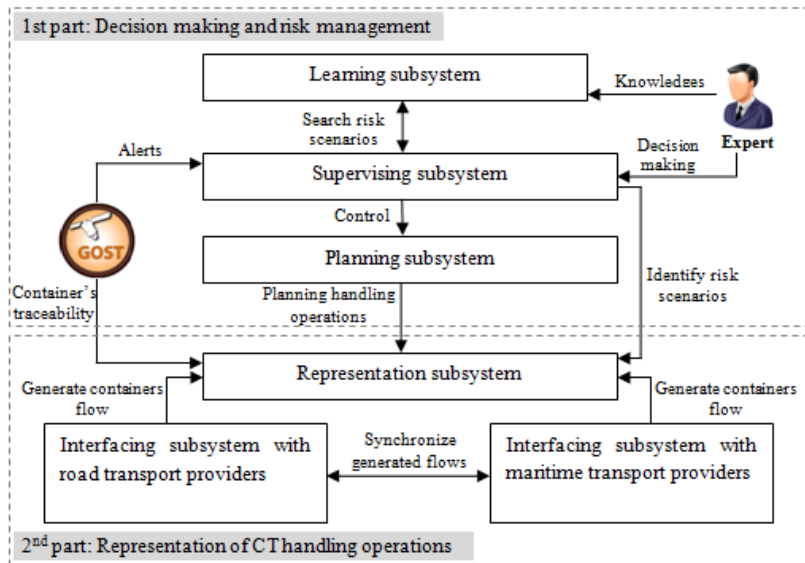 1st part: Decision making and risk management
Learning subsystem
Knowledges
Search risk
scenarios
Expert
Alerts
Decision
making
Supervising subsystem
Control
GOST
Planning subsystem
Identify risk
scenarios
Container's
traceability
Planning handling
operations
Representation subsystem
Generate containers
flow
Generate containers
flow
Interfacing subsystem with
road transport providers
Synchronize
generated flows
Interfacing subsystem with
maritime transport providers
2nd part: Representation of CT handling operations